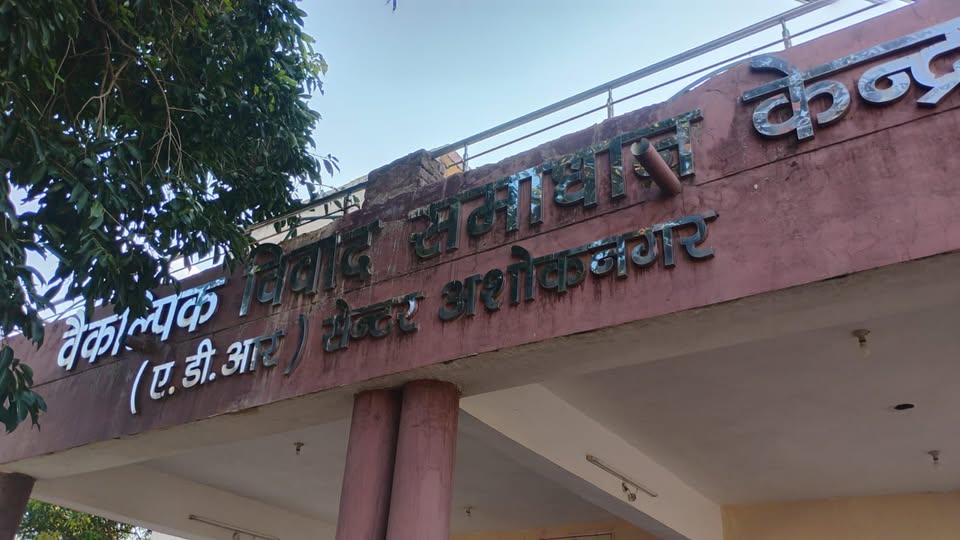 वैकल्पिक विवाद समाधान केन्द्र
(ए.डी.आर) सेन्टर अशोकनगर